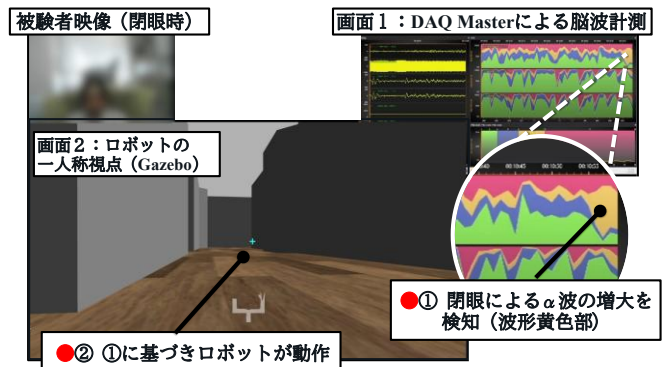 被験者映像（閉眼時）
画面１：DAQ Masterによる脳波計測
画面２：ロボットの
一人称視点（Gazebo）
① 閉眼によるα波の増大を
検知（波形黄色部）
② ①に基づきロボットが動作